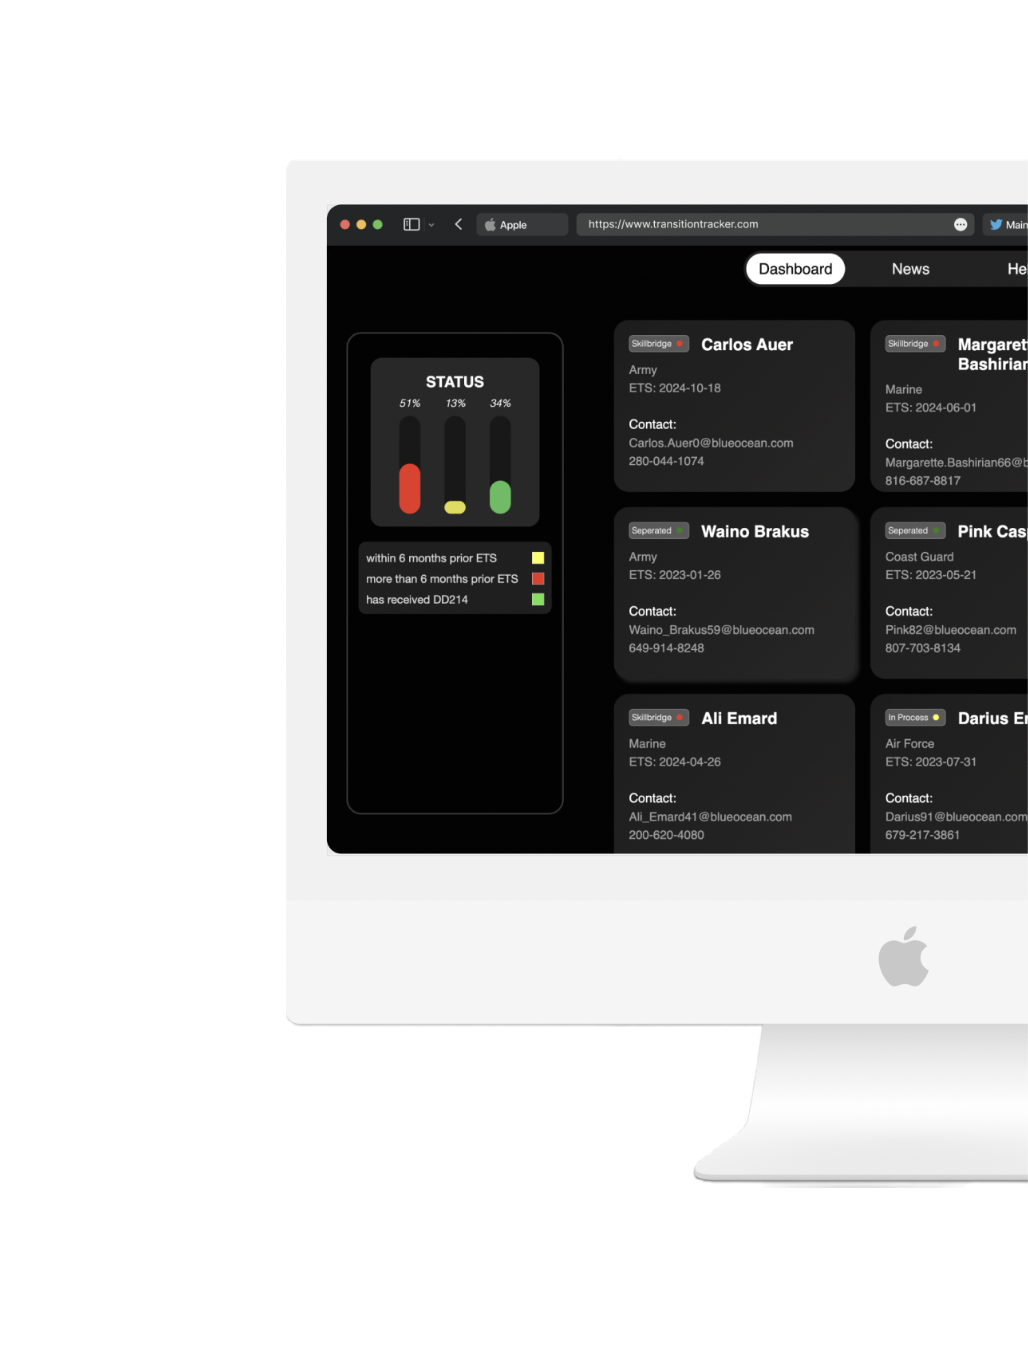 Apple
https://www.transitiontracker.com
Main
Dashboard
News
He
STATUS
51% 13% 34%
within 6 months prior ETS
more than 6 months prior ETS
has received DD214
Skillbridge
Carlos Auer
Army
ETS: 2024-10-18
Contact:
Carlos.Auer0@blueocean.com
280-044-1074
Skillbridge
Margaret
Bashirian
Marine
ETS: 2024-06-01
Contact:
Margarette.Bashirian66@b
816-687-8817
Seperated
Waino Brakus
Army
ETS: 2023-01-26
Contact:
Waino_Brakus59@blueocean.com
649-914-8248
Seperated
Pink Cas
Coast Guard
ETS: 2023-05-21
Contact:
Pink82@blueocean.com
807-703-8134
Skillbridge
Ali Emard
Marine
ETS: 2024-04-26
Contact:
Ali_Emard41@blueocean.com
200-620-4080
In Process
Darius E
Air Force
ETS: 2023-07-31
Contact:
Darius91@blueocean.com
679-217-3861